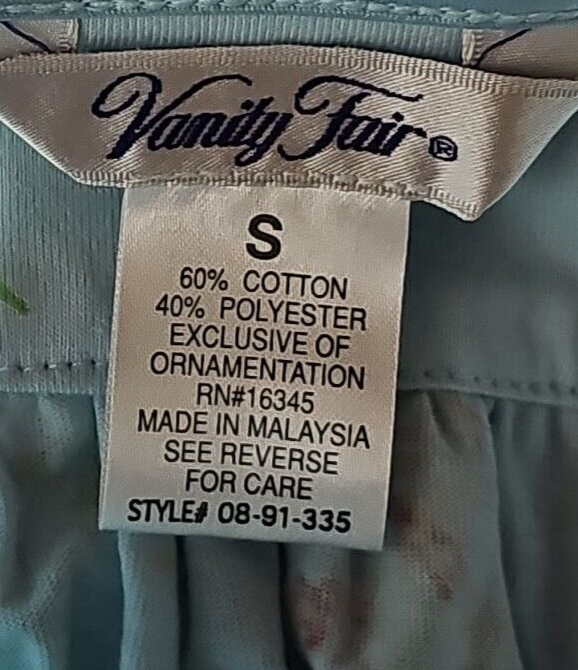 Vanity Fair®
S
60% COTTON
40% POLYESTER
EXCLUSIVE OF
ORNAMENTATION
RN#16345
MADE IN MALAYSIA
SEE REVERSE
FOR CARE
STYLE# 08-91-335